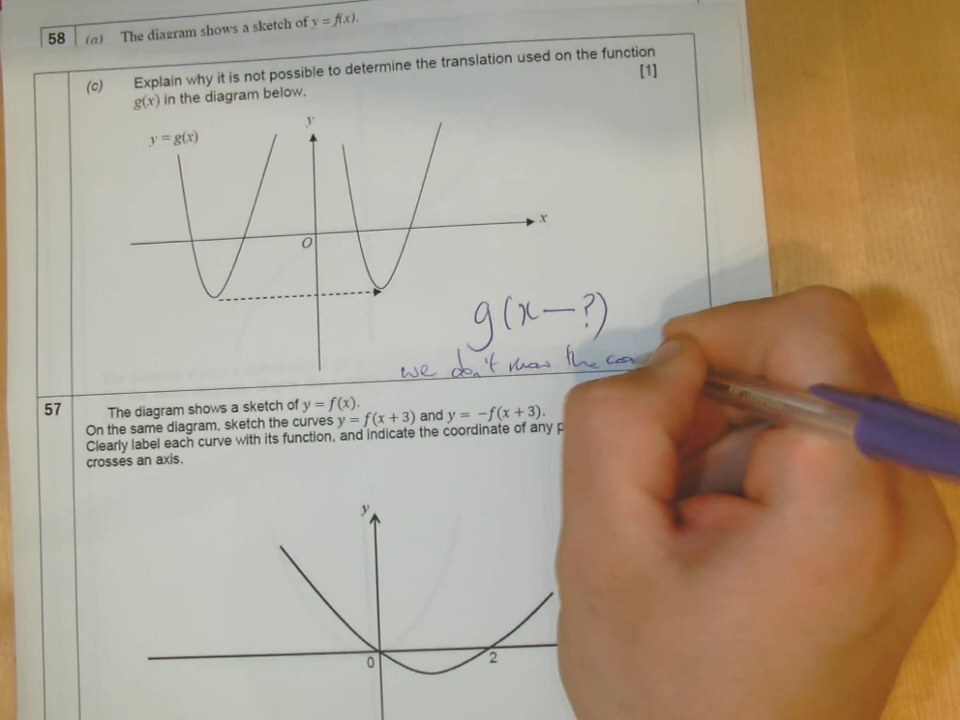 58 (a) The diagram shows a sketch of y = f(x).
(c) Explain why it is not possible to determine the translation used on the function
g(x) in the diagram below. [1]
y
y = g(x)
x
O
g(x-?)
we don't know the coo
57 The diagram shows a sketch of y = f(x).
On the same diagram, sketch the curves y = f(x + 3) and y = -f(x + 3).
Clearly label each curve with its function, and indicate the coordinate of any p
crosses an axis.
y
0 2